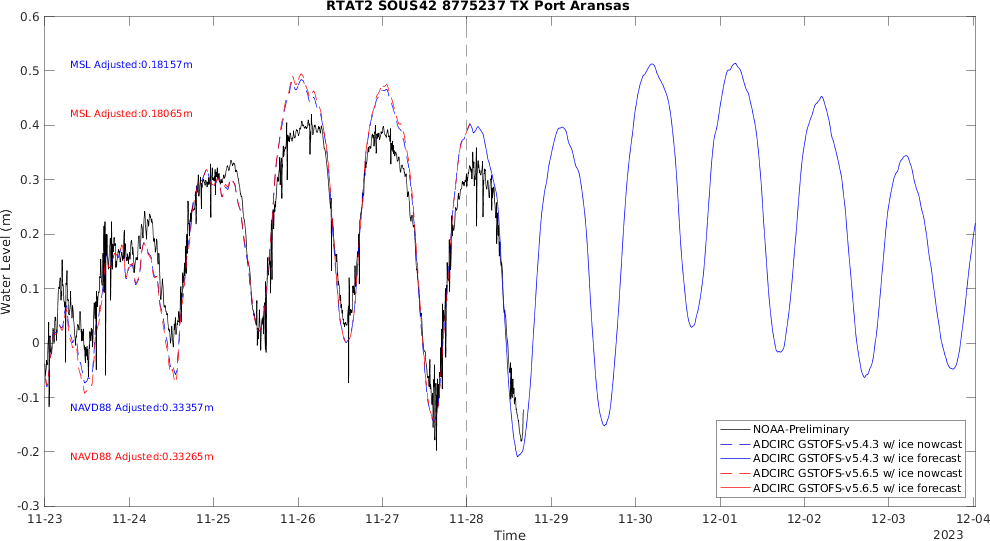 RTAT2 SOUS42 8775237 TX Port Aransas
0.6
0.5
0.4
0.3
0.2
0.1
0
-0.1
-0.2
-0.3
Water Level (m)
MSL Adjusted:0.18157m
MSL Adjusted:0.18065m
NAVD88 Adjusted:0.33357m
NAVD88 Adjusted:0.33265m
NOAA-Preliminary
ADCIRC GSTOFS-v5.4.3 w/ ice nowcast
ADCIRC GSTOFS-v5.4.3 w/ ice forecast
ADCIRC GSTOFS-v5.6.5 w/ ice nowcast
ADCIRC GSTOFS-v5.6.5 w/ ice forecast
11-23 11-24 11-25 11-26 11-27 11-28 11-29 11-30 12-01 12-02 12-03 12-04
Time
2023